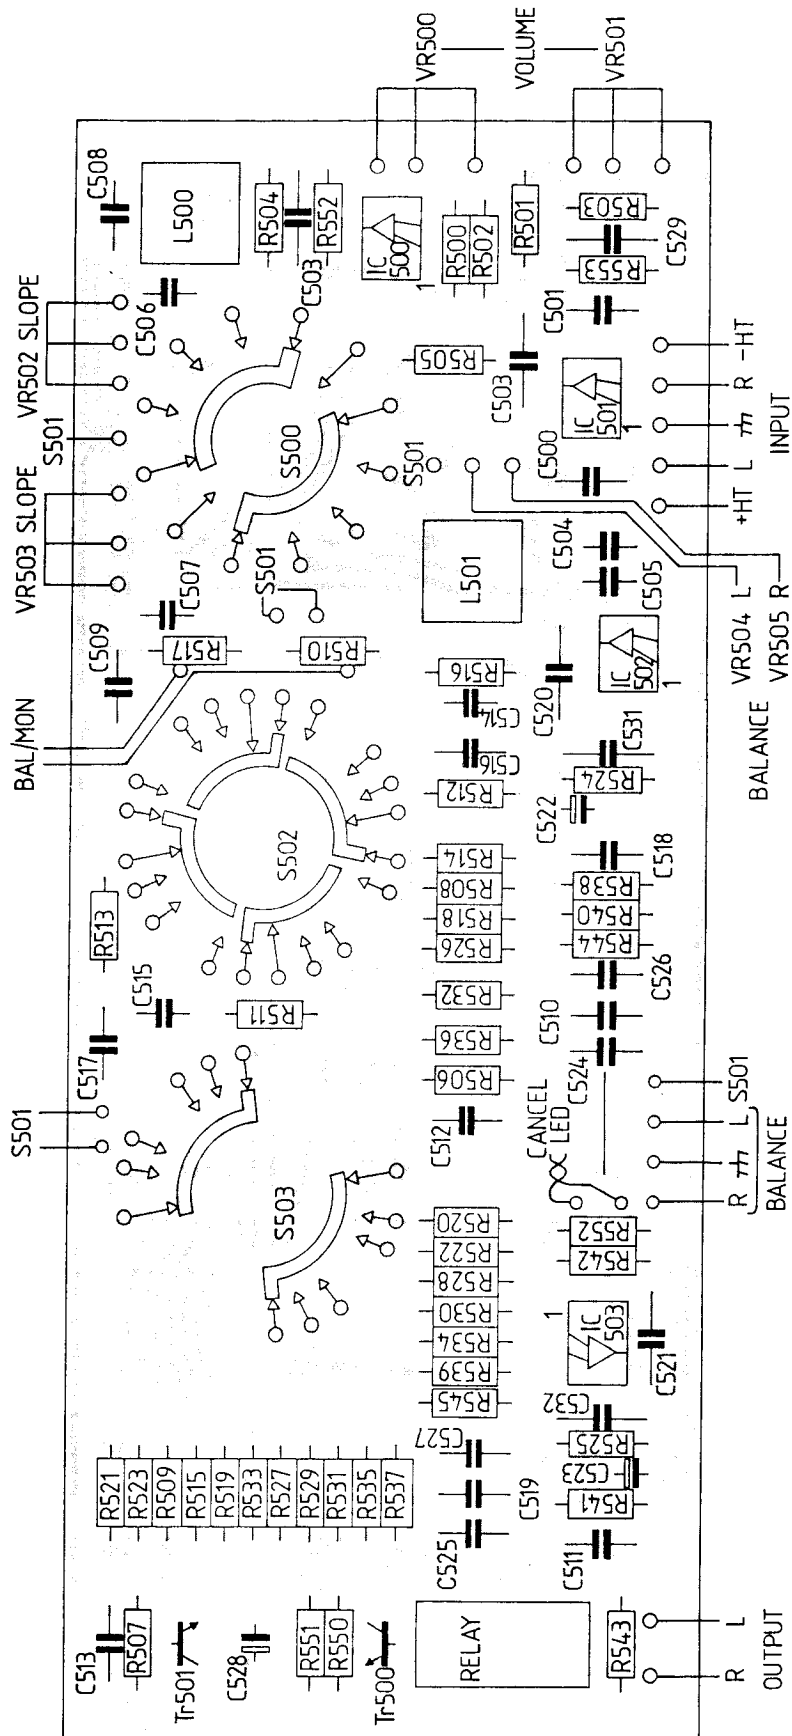 VR500
VOLUME
VR501
C508
L500
R504
C503
R552
IC
500
1
R500
R502
R501
R503
C529
R553
C501
VR502 SLOPE
C506
S501
VR503 SLOPE
S500
R505
C503
IC
501
1
-HT
R
L
+HT
INPUT
S501
C500
C507
S501
L501
C504
C505
C509
R517
R510
R516
C514
C520
IC
502
1
VR504 L
VR505 R
BALANCE
BAL/MON
C516
R512
C531
R524
C522
S502
R514
R508
R518
R526
C518
R538
R540
R544
R513
C515
R511
R532
C526
C510
C517
R536
R506
C524
S501
C512
CANCEL
LED
S501
L
R
BALANCE
S503
R520
R522
R528
R530
R534
R539
R545
R552
R542
1
IC
503
C521
R521
R523
R509
R515
R519
R533
R527
R529
R531
R535
R537
C527
C519
C525
C532
R525
C523
R541
C511
C513
R507
Tr501
C528
R551
R550
Tr500
RELAY
R543
L
R
OUTPUT